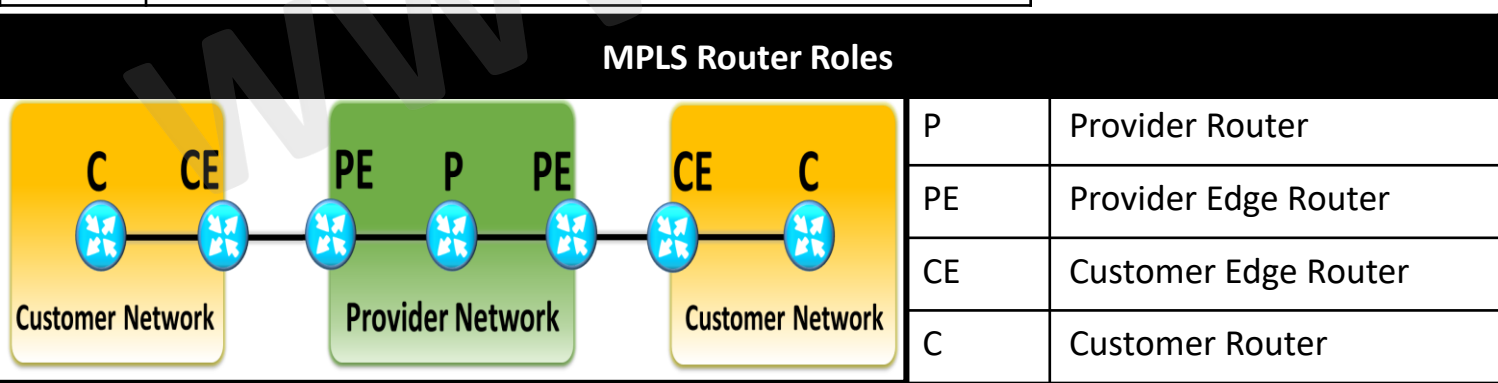 MPLS Router Roles
C CE PE P PE CE C
Customer Network Provider Network Customer Network
P Provider Router
PE Provider Edge Router
CE Customer Edge Router
C Customer Router